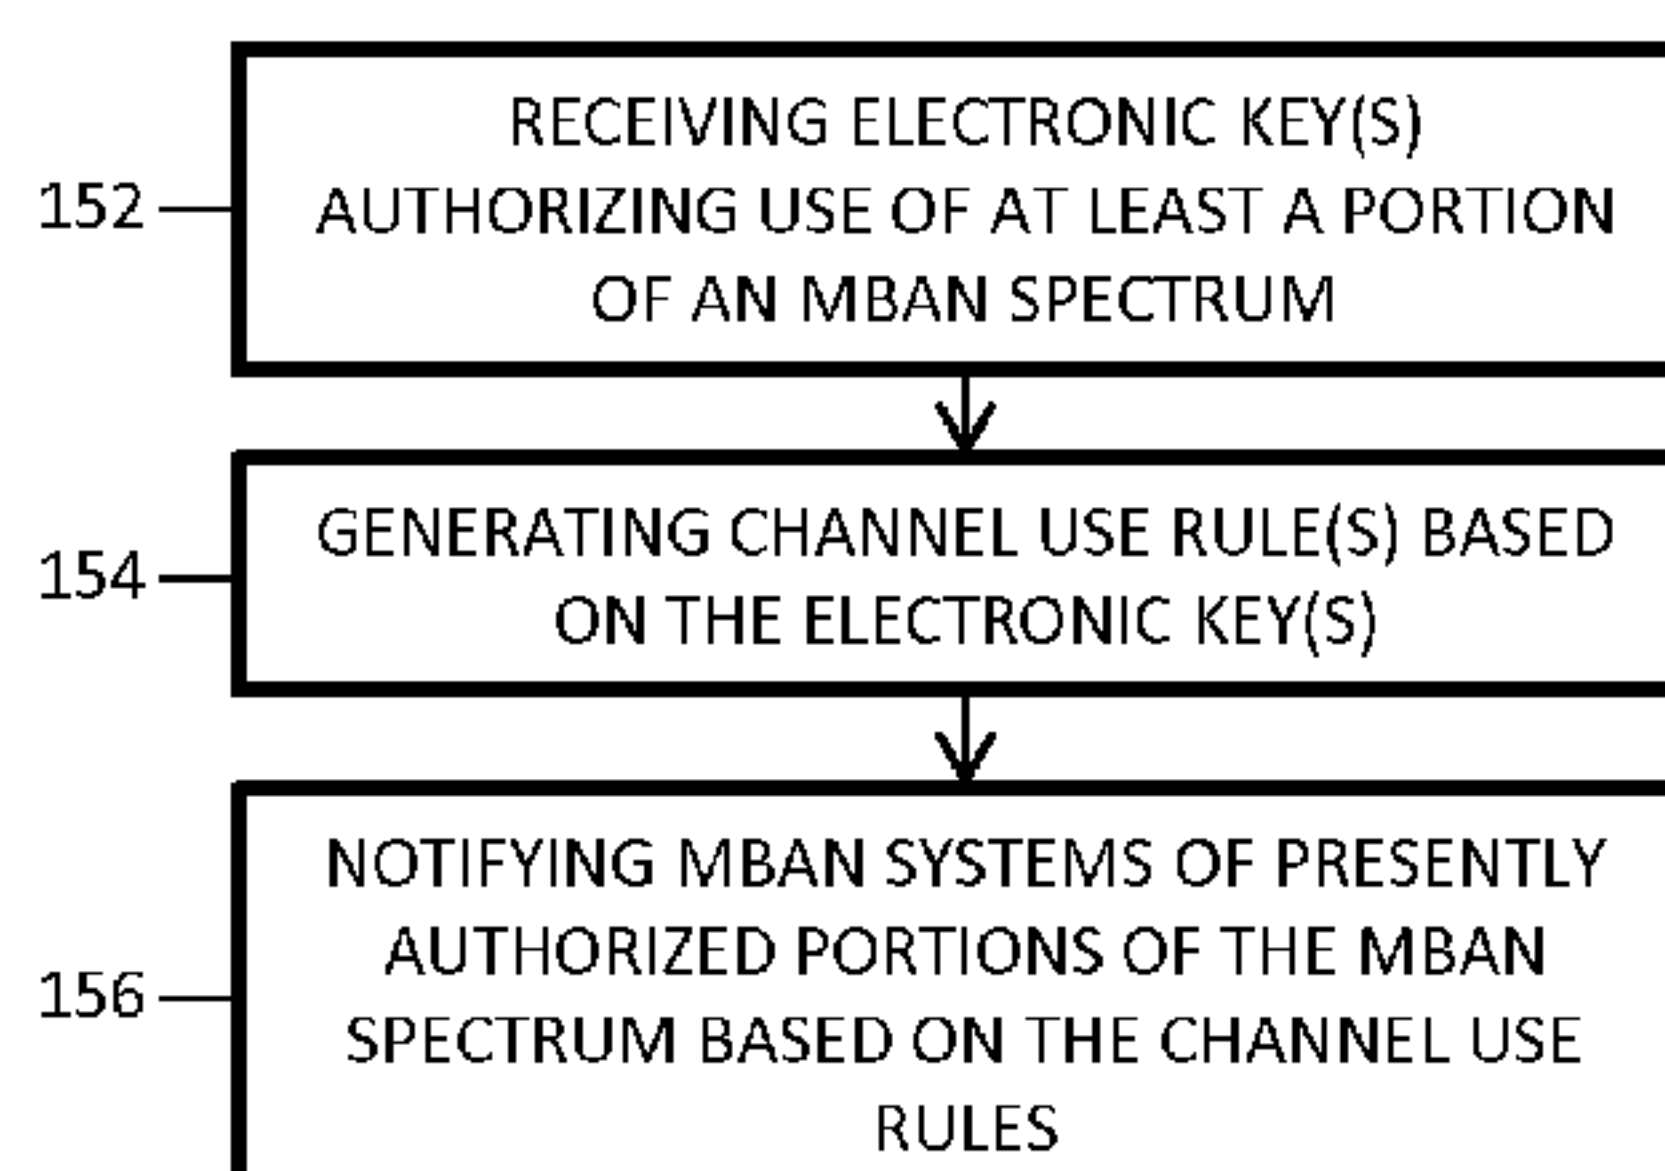 RECEIVING ELECTRONIC KEY(S)
152
AUTHORIZING USE OF AT LEAST A PORTION
OF AN MBAN SPECTRUM
GENERATING CHANNEL USE RULE(S) BASED
154
ON THE ELECTRONIC KEY(S)
NOTIFYING MBAN SYSTEMS OF PRESENTLY
AUTHORIZED PORTIONS OF THE MBAN
156
SPECTRUM BASED ON THE CHANNEL USE
RULES